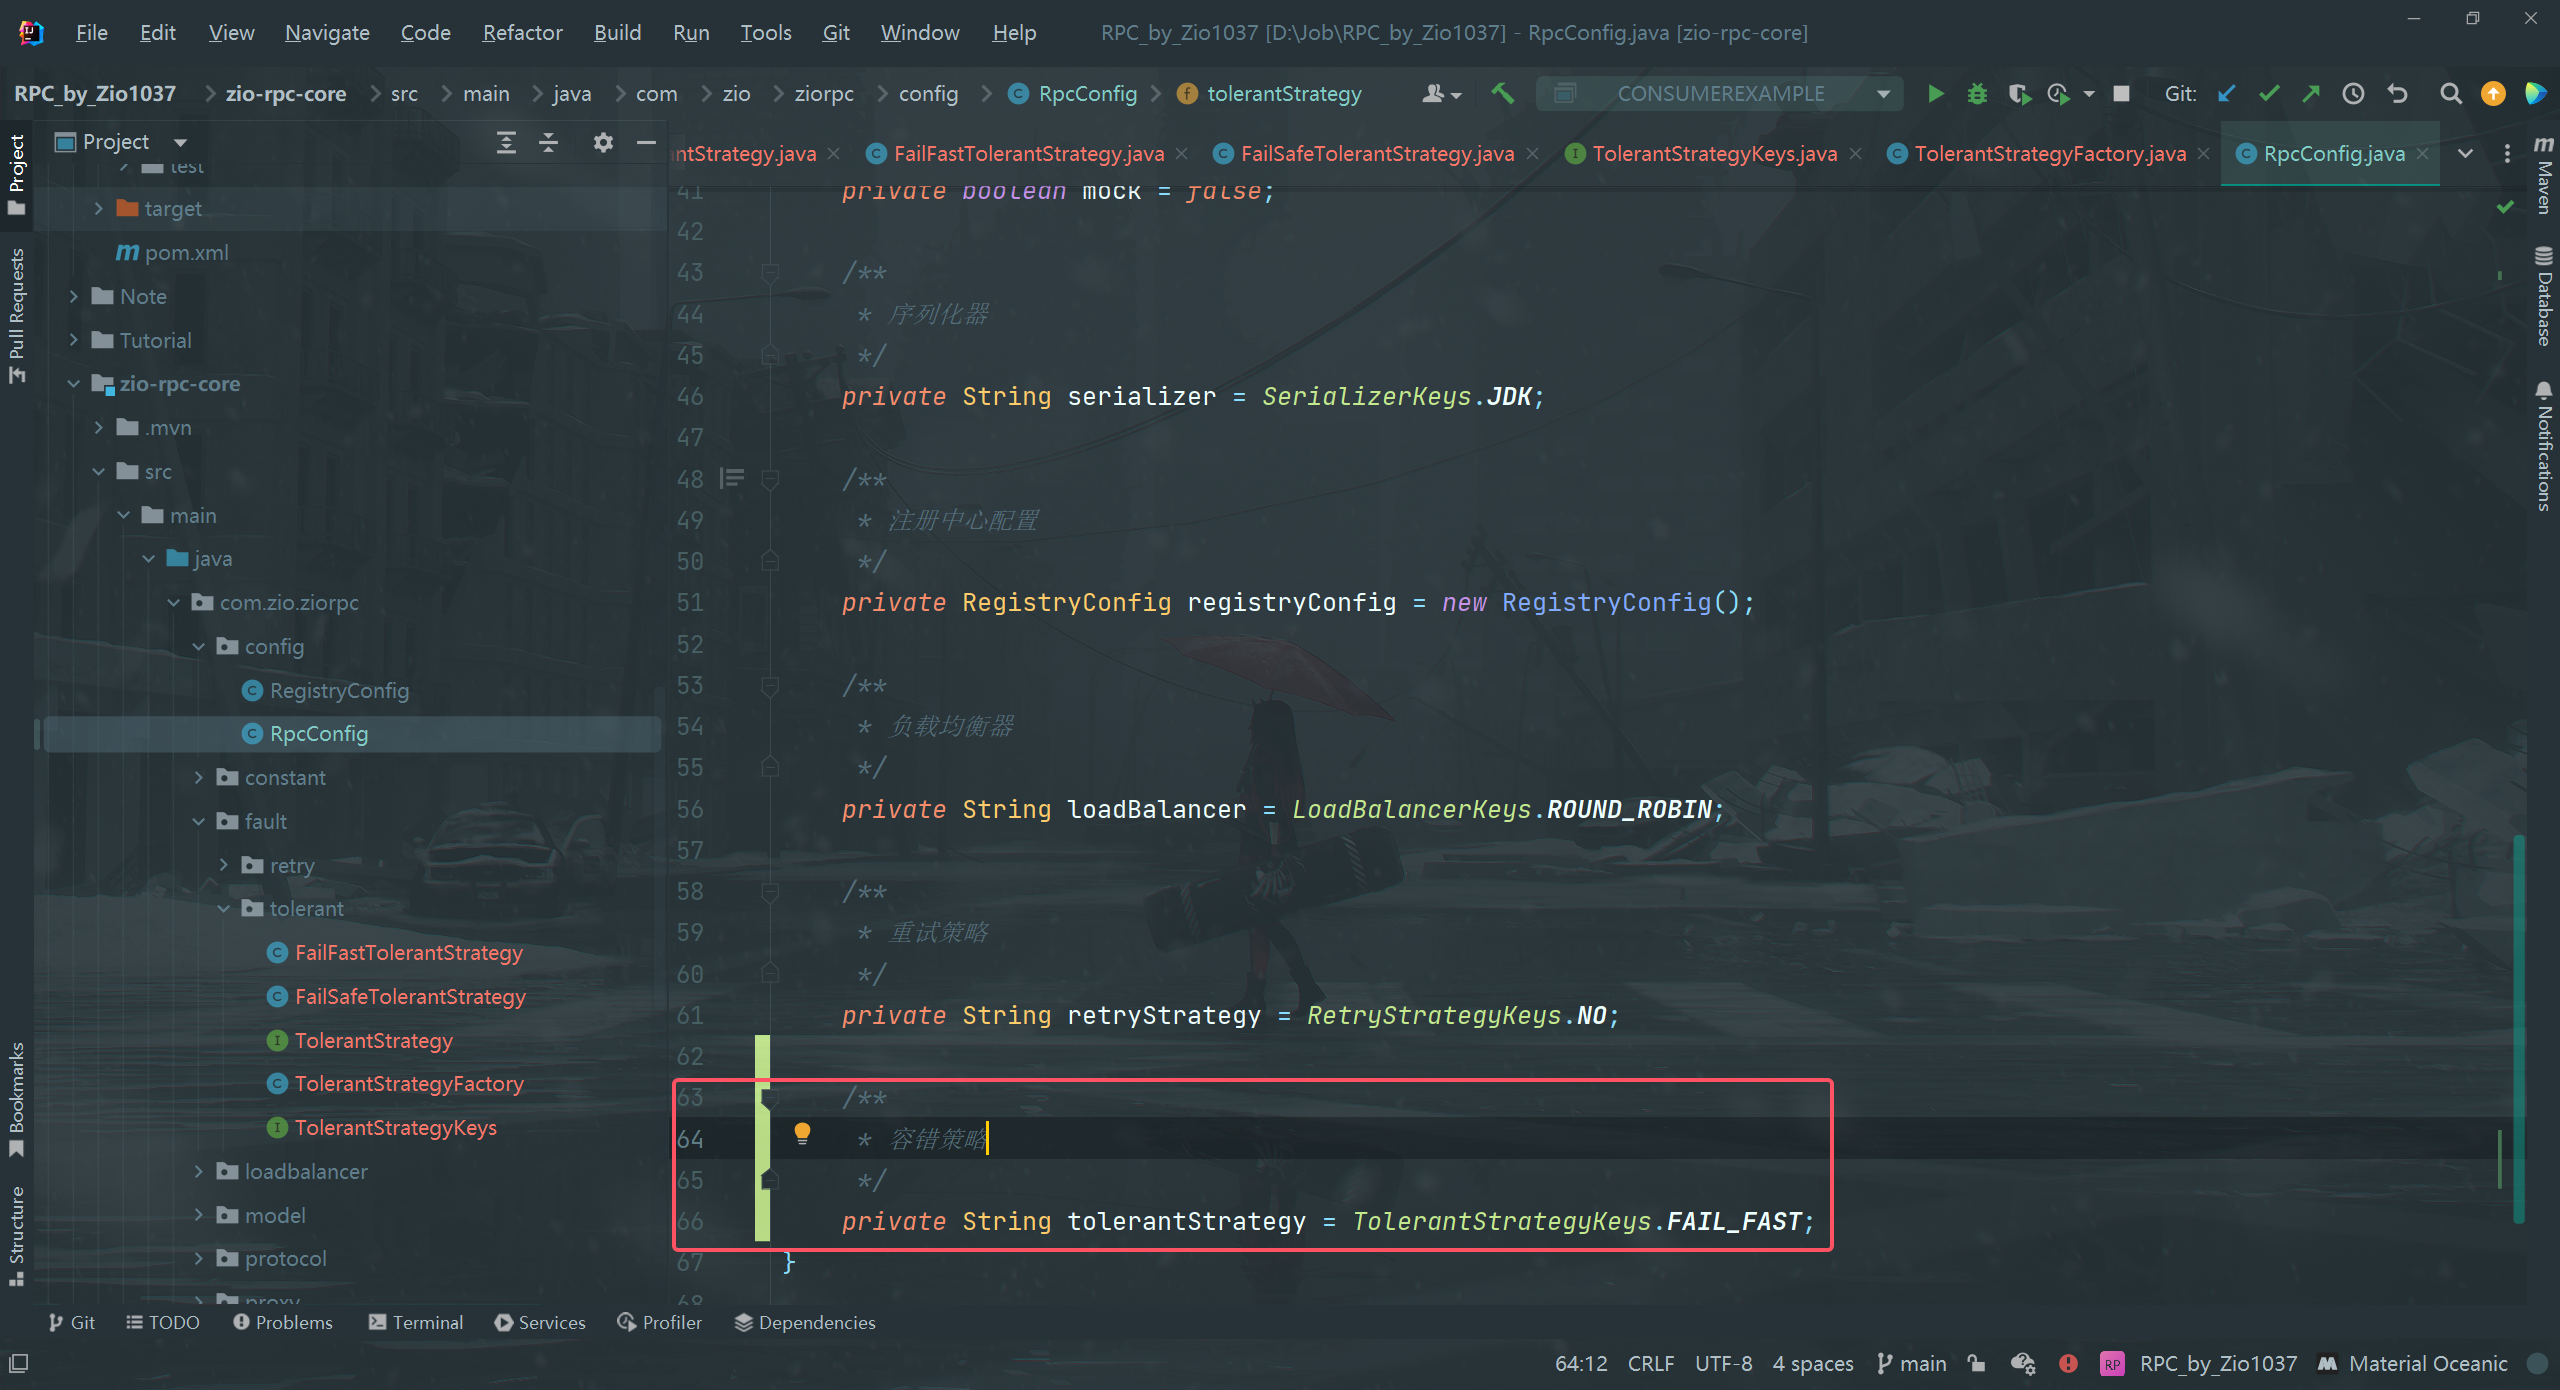 File Edit View Navigate Code Refactor Build Run Tools Git Window Help RPC_by_Zio1037 [D:\Job\RPC_by_Zio1037] - RpcConfig.java [zio-rpc-core]
RPC_by_Zio1037 zio-rpc-core src main java com zio ziorpc config RpcConfig tolerantStrategy CONSUMEREXAMPLE Git:
Project
ntStrategy.java FailFastTolerantStrategy.java FailSafeTolerantStrategy.java TolerantStrategyKeys.java TolerantStrategyFactory.java RpcConfig.java
Project
Pull Requests
Bookmarks
Structure
test
target
pom.xml
Note
Tutorial
zio-rpc-core
.mvn
src
main
java
com.zio.ziorpc
config
RegistryConfig
RpcConfig
constant
fault
retry
tolerant
FailFastTolerantStrategy
FailSafeTolerantStrategy
TolerantStrategy
TolerantStrategyFactory
TolerantStrategyKeys
loadbalancer
model
protocol
proxy
41 private boolean mock = false;
42
43 /**
44 * 序列化器
45 */
46 private String serializer = SerializerKeys.JDK;
47
48 /**
49 * 注册中心配置
50 */
51 private RegistryConfig registryConfig = new RegistryConfig();
52
53 /**
54 * 负载均衡器
55 */
56 private String loadBalancer = LoadBalancerKeys.ROUND_ROBIN;
57
58 /**
59 * 重试策略
60 */
61 private String retryStrategy = RetryStrategyKeys.NO;
62
63 /**
64 * 容错策略
65 */
66 private String tolerantStrategy = TolerantStrategyKeys.FAIL_FAST;
67 }
68
Maven
Database
Notifications
Git TODO Problems Terminal Services Profiler Dependencies
64:12 CRLF UTF-8 4 spaces main RP RPC_by_Zio1037 Material Oceanic